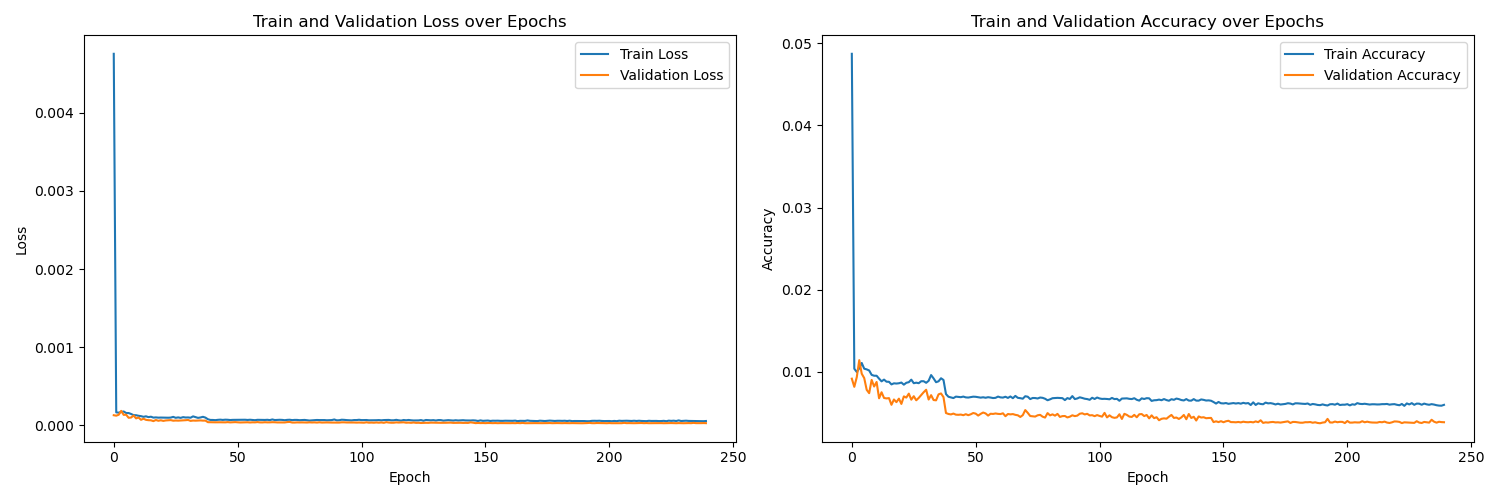 Train and Validation Loss over Epochs
Train Loss
Validation Loss
0.004
0.003
0.002
0.001
0.000
Loss
0 50 100 150 200 250
Epoch
Train and Validation Accuracy over Epochs
Train Accuracy
Validation Accuracy
0.05
0.04
0.03
0.02
0.01
Accuracy
0 50 100 150 200 250
Epoch